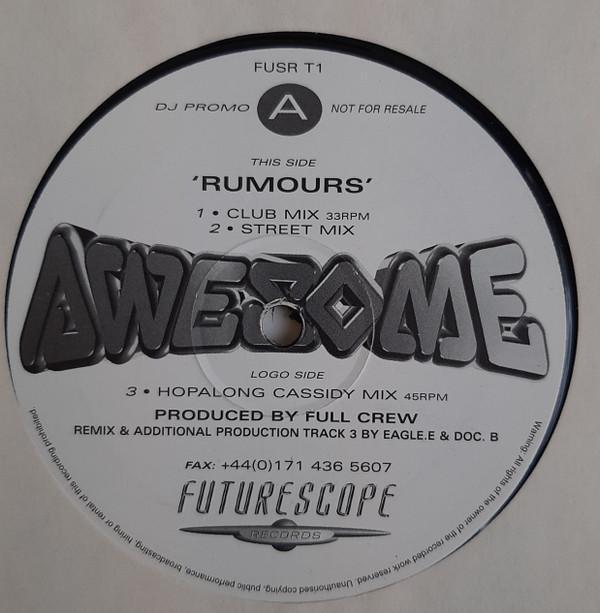 FUSR T1
DJ PROMO A NOT FOR RESALE
THIS SIDE
'RUMOURS'
1 • CLUB MIX 33RPM
2 • STREET MIX
AWESOME
LOGO SIDE
3 • HOPALONG CASSIDY MIX 45RPM
PRODUCED BY FULL CREW
REMIX & ADDITIONAL PRODUCTION TRACK 3 BY EAGLE.E & DOC. B
FAX: +44(0)171 436 5607
FUTURESCOPE
RECORDS
Warning: All rights of the owner of the recorded work reserved. Unauthorised copying, public performance, broadcasting, hiring or rental of this recording prohibited.